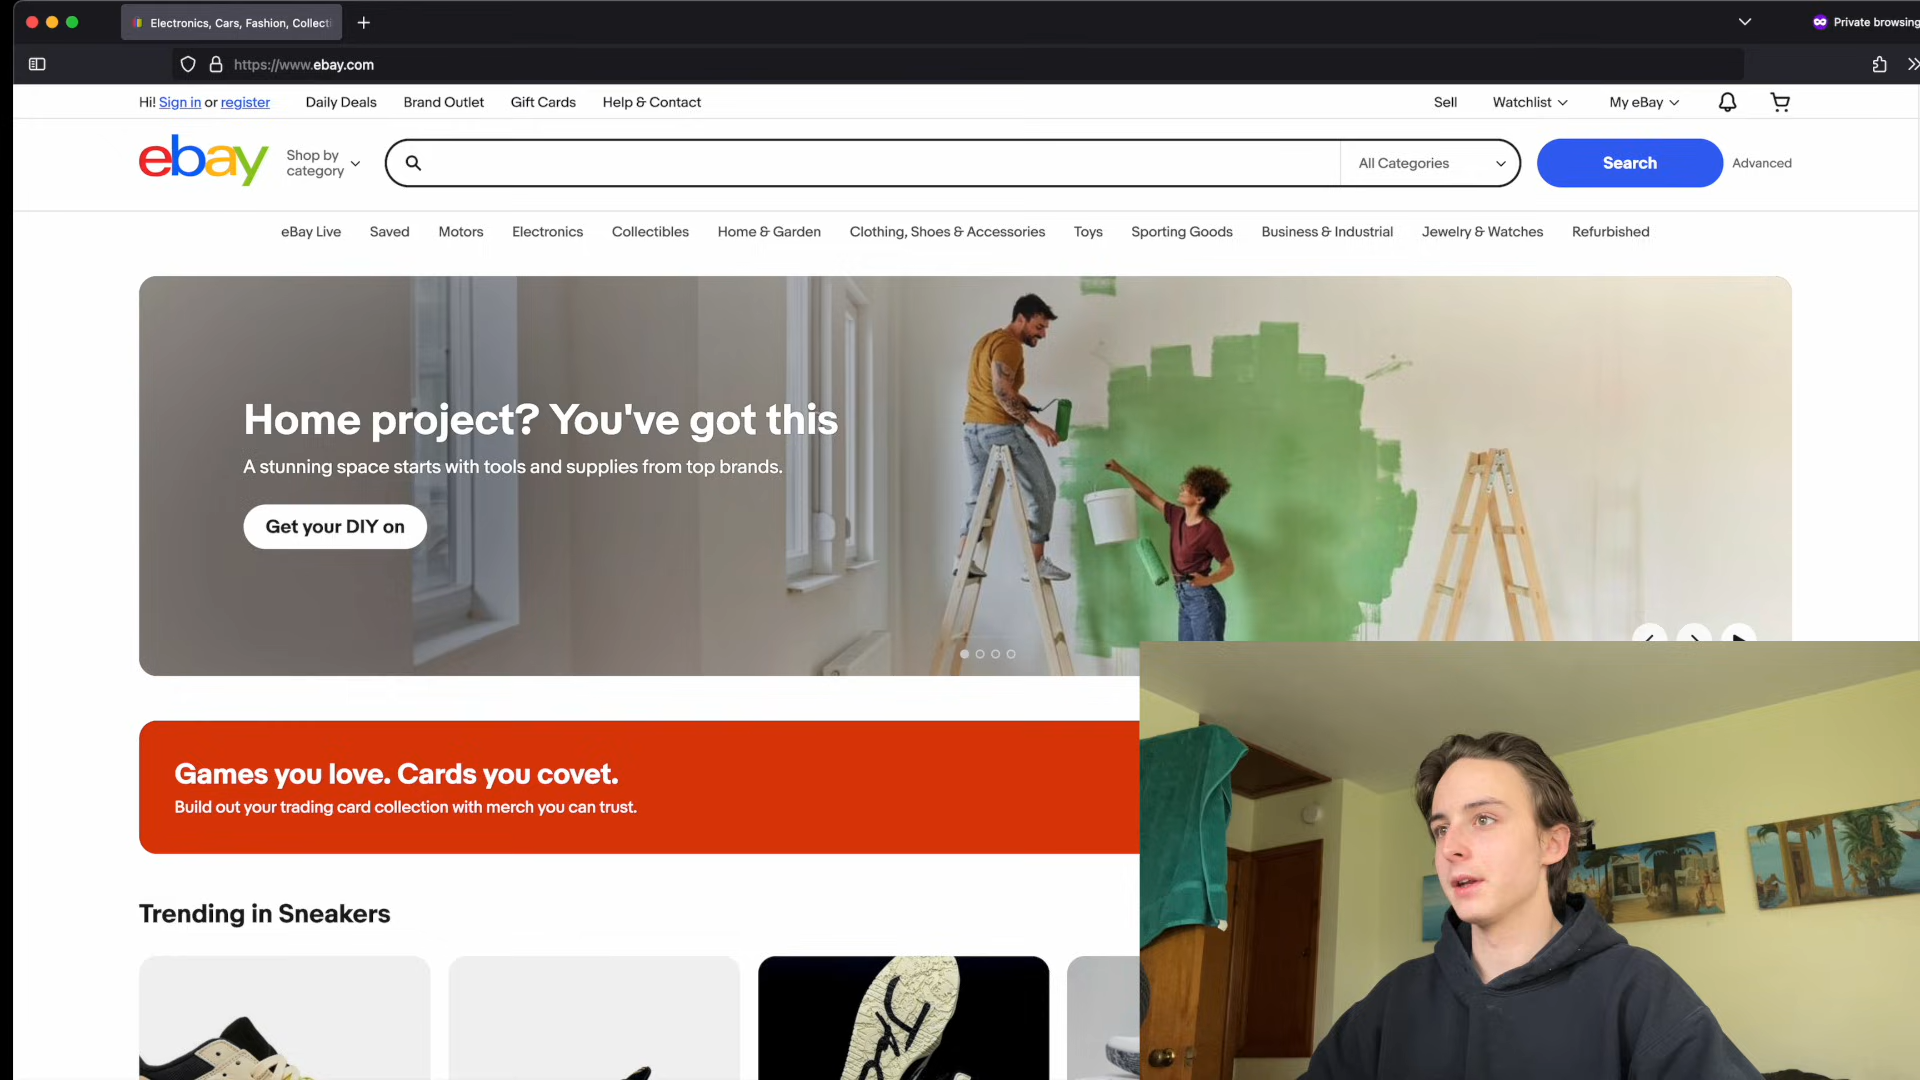 Electronics, Cars, Fashion, Collecti
Private browsing
https://www.ebay.com
Hi! Sign in or register
Daily Deals
Brand Outlet
Gift Cards
Help & Contact
Sell
Watchlist
My eBay
ebay
Shop by
category
All Categories
Search
Advanced
eBay Live
Saved
Motors
Electronics
Collectibles
Home & Garden
Clothing, Shoes & Accessories
Toys
Sporting Goods
Business & Industrial
Jewelry & Watches
Refurbished
Home project? You've got this
A stunning space starts with tools and supplies from top brands.
Get your DIY on
Games you love. Cards you covet.
Build out your trading card collection with merch you can trust.
Trending in Sneakers